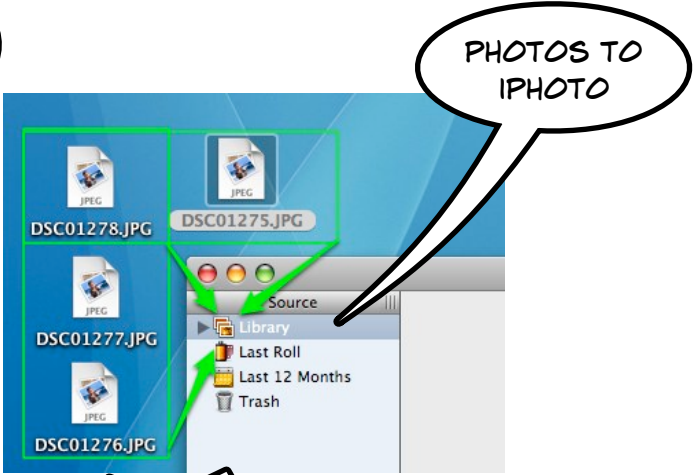 PHOTOS TO
IPHOTO
JPEG
JPEG
DSC01278.JPG
DSC01275.JPG
JPEG
DSC01277.JPG
JPEG
DSC01276.JPG
Source
Library
Last Roll
Last 12 Months
Trash